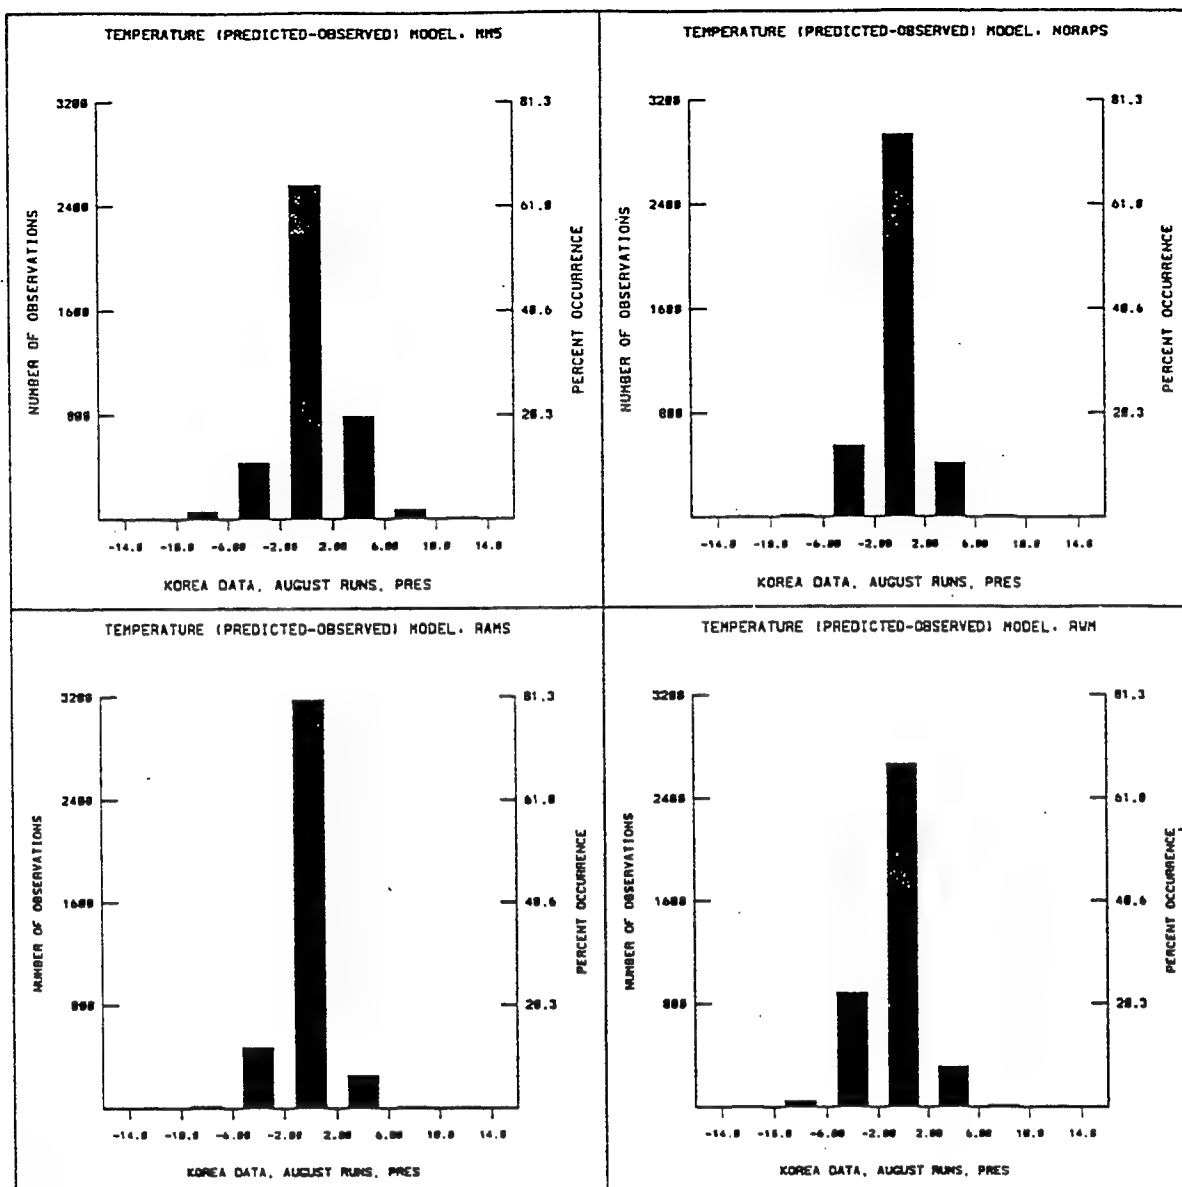 TEMPERATURE (PREDICTED-OBSERVED) MODEL. MM5
3200
2400
1600
800
NUMBER OF OBSERVATIONS
81.3
61.0
40.6
20.3
PERCENT OCCURRENCE
-14.0 -10.0 -6.00 -2.00 2.00 6.00 10.0 14.0
KOREA DATA, AUGUST RUNS, PRES
TEMPERATURE (PREDICTED-OBSERVED) MODEL. NORAPS
3200
2400
1600
800
NUMBER OF OBSERVATIONS
81.3
61.0
40.6
20.3
PERCENT OCCURRENCE
-14.0 -10.0 -6.00 -2.00 2.00 6.00 10.0 14.0
KOREA DATA, AUGUST RUNS, PRES
TEMPERATURE (PREDICTED-OBSERVED) MODEL. RAMS
3200
2400
1600
800
NUMBER OF OBSERVATIONS
81.3
61.0
40.6
20.3
PERCENT OCCURRENCE
-14.0 -10.0 -6.00 -2.00 2.00 6.00 10.0 14.0
KOREA DATA, AUGUST RUNS, PRES
TEMPERATURE (PREDICTED-OBSERVED) MODEL. RWM
3200
2400
1600
800
NUMBER OF OBSERVATIONS
81.3
61.0
40.6
20.3
PERCENT OCCURRENCE
-14.0 -10.0 -6.00 -2.00 2.00 6.00 10.0 14.0
KOREA DATA, AUGUST RUNS, PRES